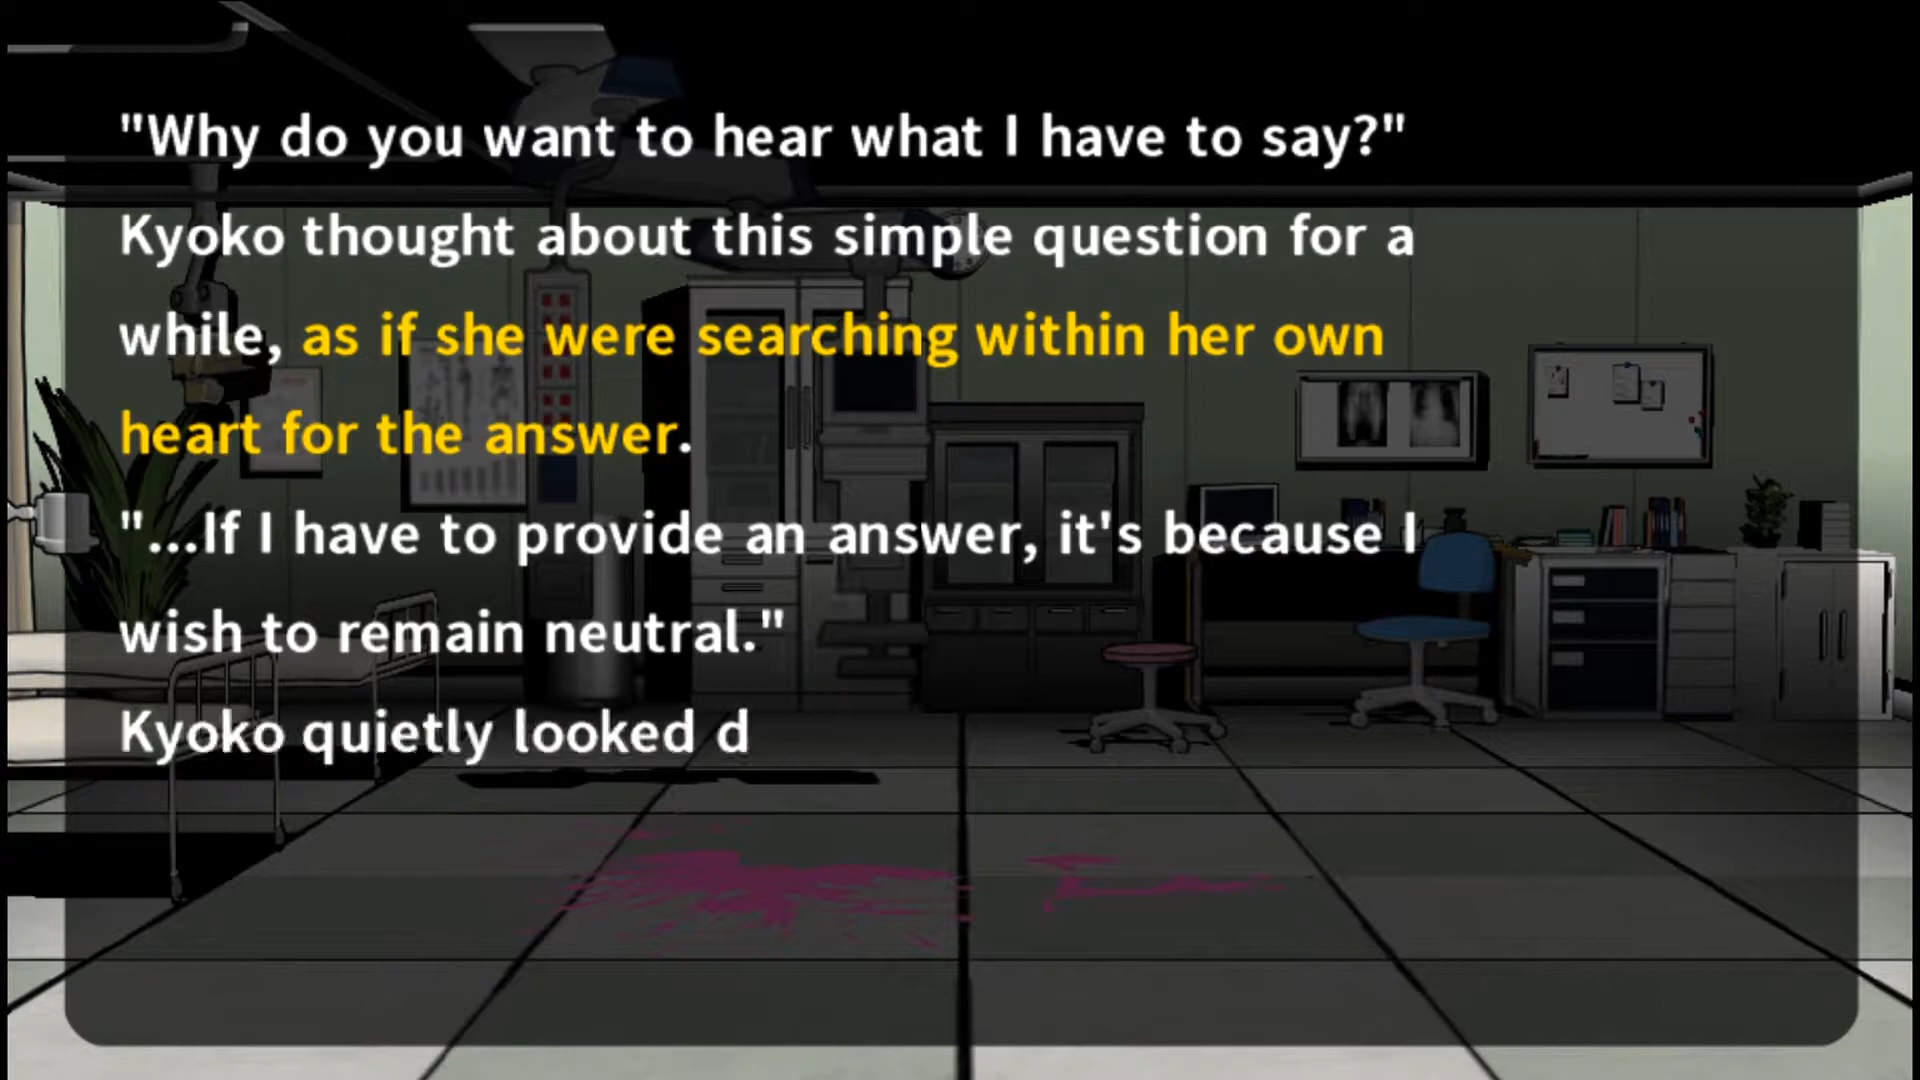 "Why do you want to hear what I have to say?"
Kyoko thought about this simple question for a
while, as if she were searching within her own
heart for the answer.
"...If I have to provide an answer, it's because I
wish to remain neutral."
Kyoko quietly looked d